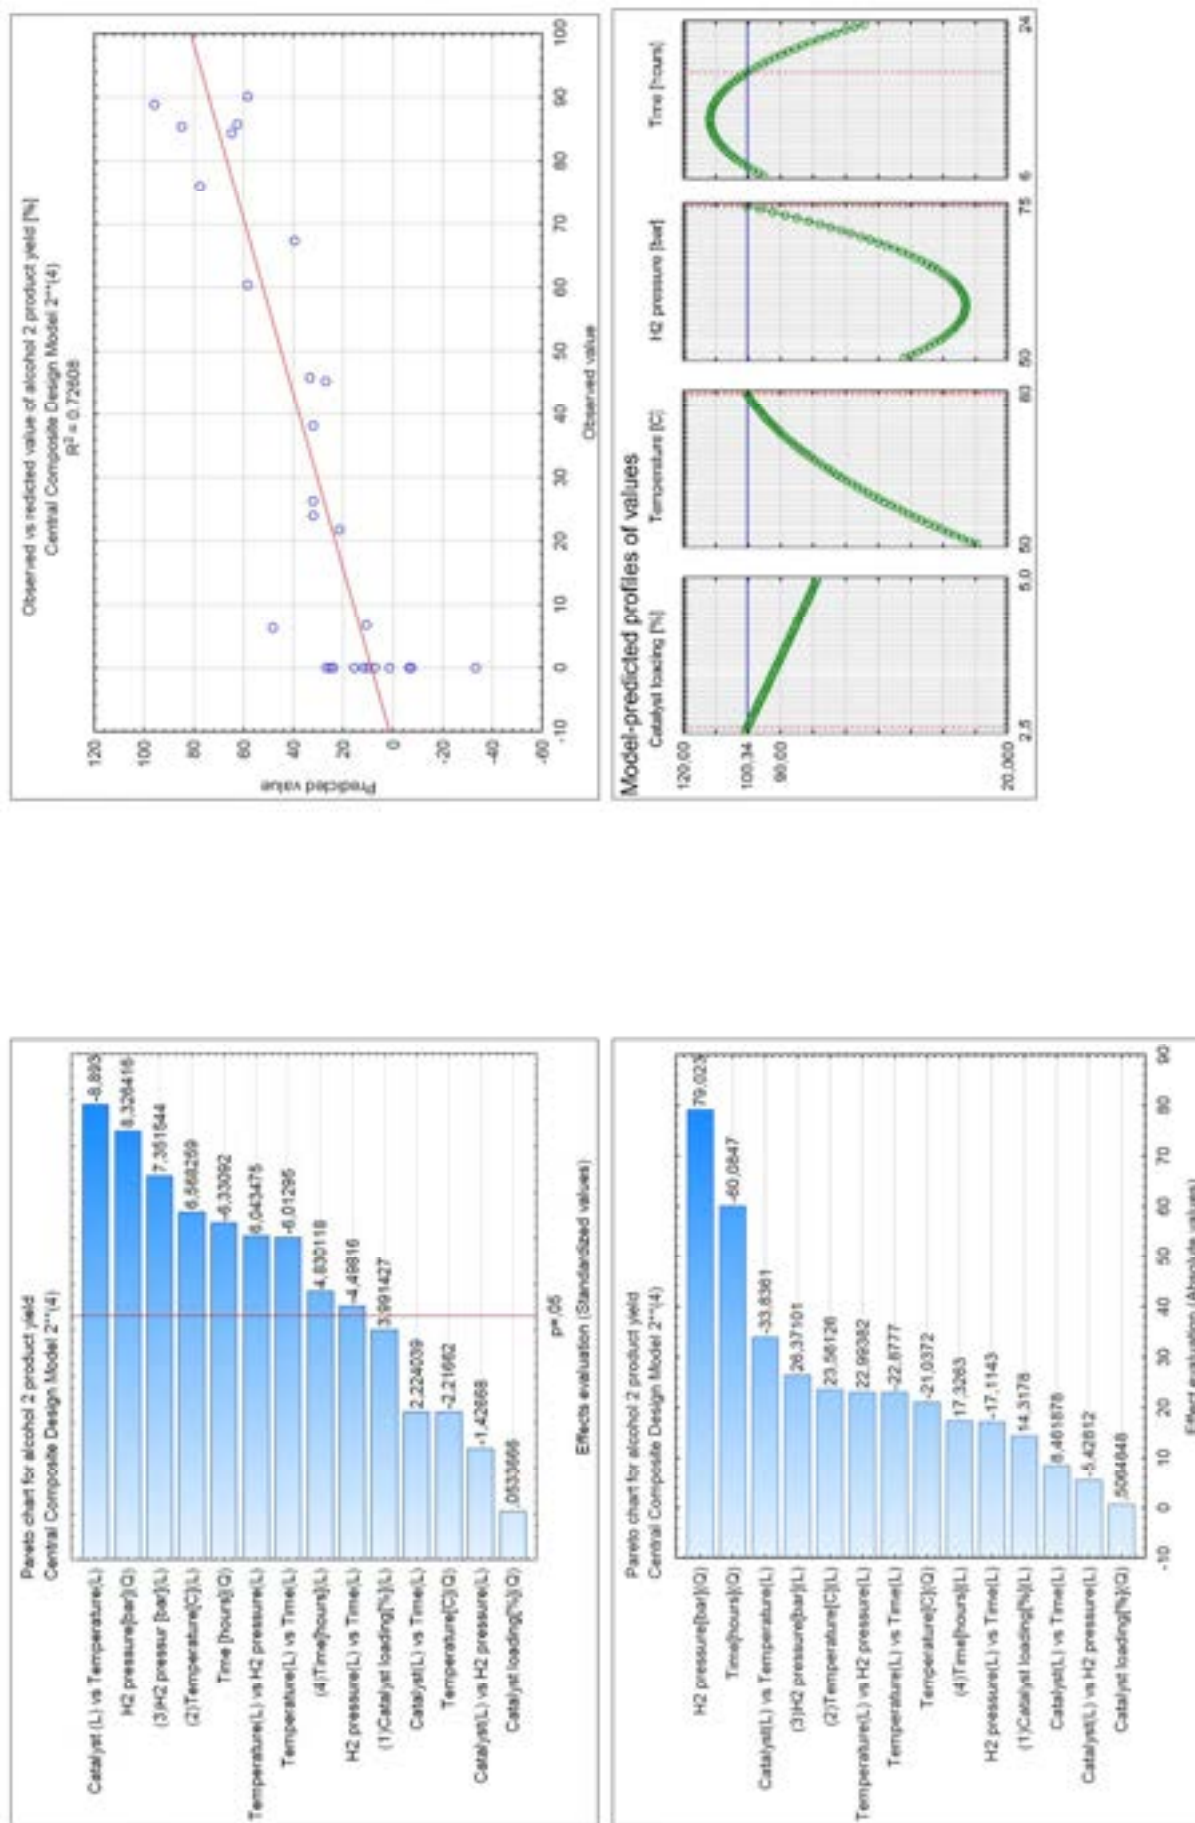 Pareto chart for alcohol 2 product yield
Central Composite Design Model 2**(4)
Catalyst (L) vs Temperature(L)
-8,893
H2 pressure[bar](Q)
8,326416
(3)H2 pressur [bar](L)
7,351544
(2)Temperature[C](L)
6,568259
Time [hours](Q)
-6,33092
Temperature(L) vs H2 pressure(L)
6,043475
Temperature(L) vs Time(L)
-6,01295
(4)Time[hours](L)
4,830118
H2 pressure(L) vs Time(L)
-4,49816
(1)Catalyst loading[%](L)
3,991427
Catalyst(L) vs Time(L)
2,224039
Temperature[C](Q)
-2,21662
Catalyst(L) vs H2 pressure(L)
-1,42668
Catalyst loading[%](Q)
,0533666
p=,05
Effects evaluation (Standardized values)
Observed vs redicted value of alcohol 2 product yield [%]
Central Composite Design Model 2**(4)
R2 = 0.72608
120
100
80
60
40
20
0
-20
-40
-60
Predicted value
-10 0 10 20 30 40 50 60 70 80 90 100
Observed value
Pareto chart for alcohol 2 product yield
Central Composite Design Model 2**(4)
H2 pressure[bar](Q)
79,023
Time[hours](Q)
-60,0847
Catalyst(L) vs Temperature(L)
-33,8361
(3)H2 pressure[bar](L)
26,37101
(2)Temperature[C](L)
23,56126
Temperature(L) vs H2 pressure(L)
22,99382
Temperature(L) vs Time(L)
-22,8777
Temperature[C](Q)
-21,0372
(4)Time[hours](L)
17,3263
H2 pressure(L) vs Time(L)
-17,1143
(1)Catalyst loading[%](L)
14,3178
Catalyst(L) vs Time(L)
8,461878
Catalyst(L) vs H2 pressure(L)
-5,42812
Catalyst loading[%](Q)
,5064848
-10 0 10 20 30 40 50 60 70 80 90
Effect evaluation (Absolute values)
Model-predicted profiles of values
Catalyst loading [%] Temperature [C] H2 pressure [bar] Time [hours]
120,00
100,34
90,00
20,000
2.5 5.0 50 80 50 75 6 24